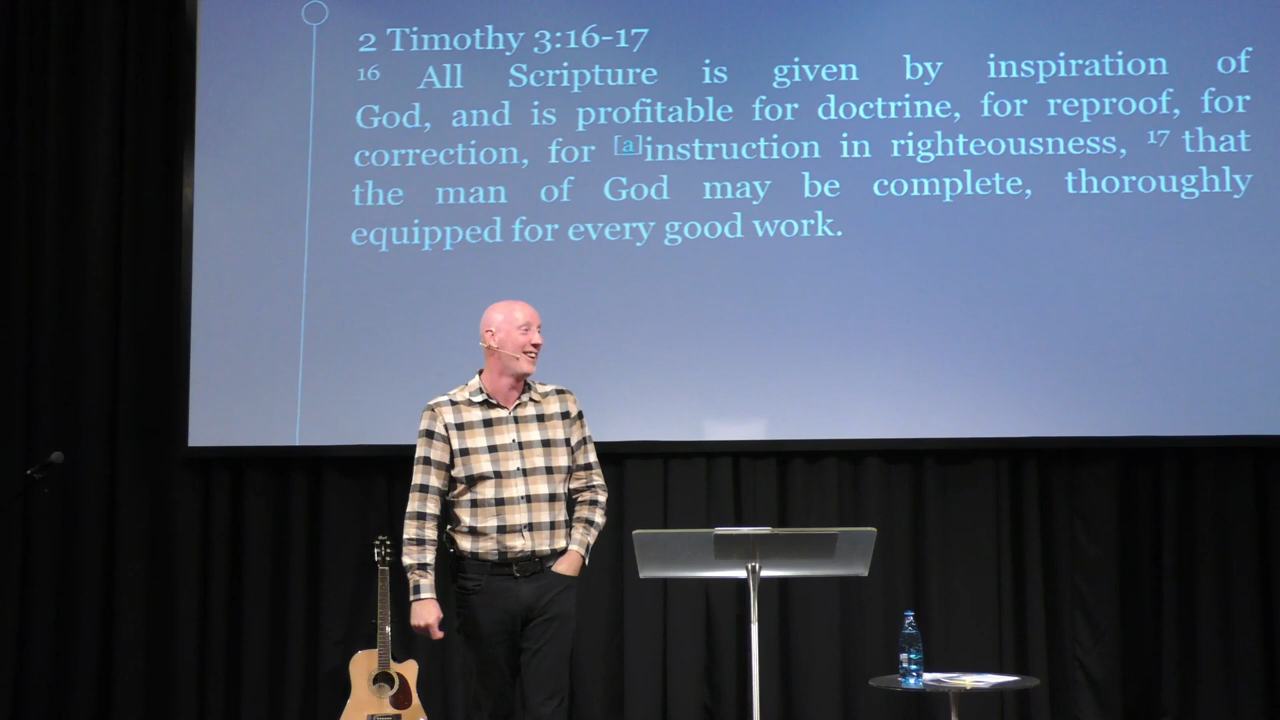 2 Timothy 3:16-17
16 All Scripture is given by inspiration of
God, and is profitable for doctrine, for reproof, for
correction, for [a]instruction in righteousness, 17 that
the man of God may be complete, thoroughly
equipped for every good work.